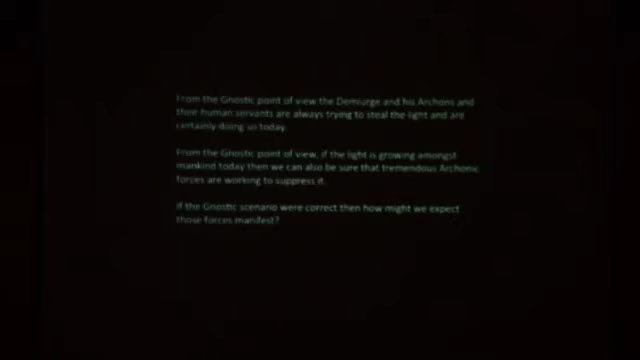 From the Gnostic point of view the Demiurge and his Archons and
their human servants are always trying to steal the light and are
certainly doing so today.
From the Gnostic point of view, if the light is growing amongst
mankind today then we can also be sure that tremendous Archonic
forces are working to suppress it.
If the Gnostic scenario were correct then how might we expect
those forces manifest?